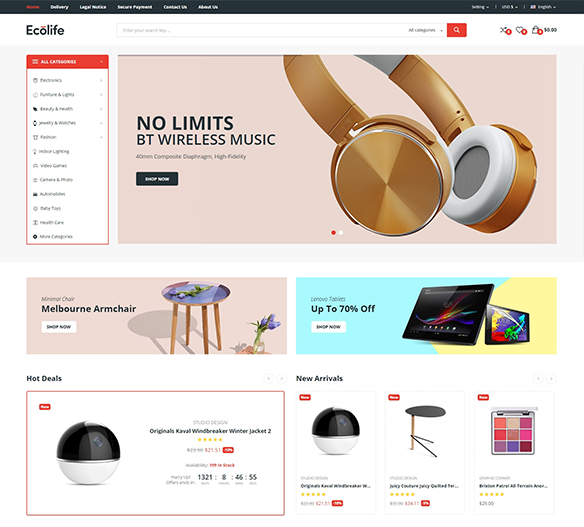 Home Delivery Legal Notice Secure Payment Contact Us About Us
Setting USD $ English
Ecolife
Enter your search key ...
All categories
0 0 0 $0.00
ALL CATEGORIES
Electronics
Funiture & Lights
Beauty & Health
Jewelry & Watches
Fashion
Indoor Lighting
Video Games
Camera & Photo
Automobiles
Baby Toys
Health Care
More Categories
NO LIMITS
BT WIRELESS MUSIC
40mm Composite Diaphragm, High-Fidelity
SHOP NOW
Minimal Chair
Melbourne Armchair
SHOP NOW
Lenovo Tablets
Up To 70% Off
SHOP NOW
Hot Deals
New
STUDIO DESIGN
Originals Kaval Windbreaker Winter Jacket 2
$23.90 $21.51 -10%
Availability: 199 In Stack
Hurry Up!
Offers ends in:
1321 : 8 : 46 : 55
DAYS HOURS MINS SECS
New Arrivals
New
STUDIO DESIGN
Originals Kaval Windbreaker W...
$23.90 $21.51 -10%
New
STUDIO DESIGN
Juicy Couture Juicy Quilted Ter...
$34.11 -5%
New
GRAPHIC CORNER
Brixton Patrol All Terrain Anor...
$29.00